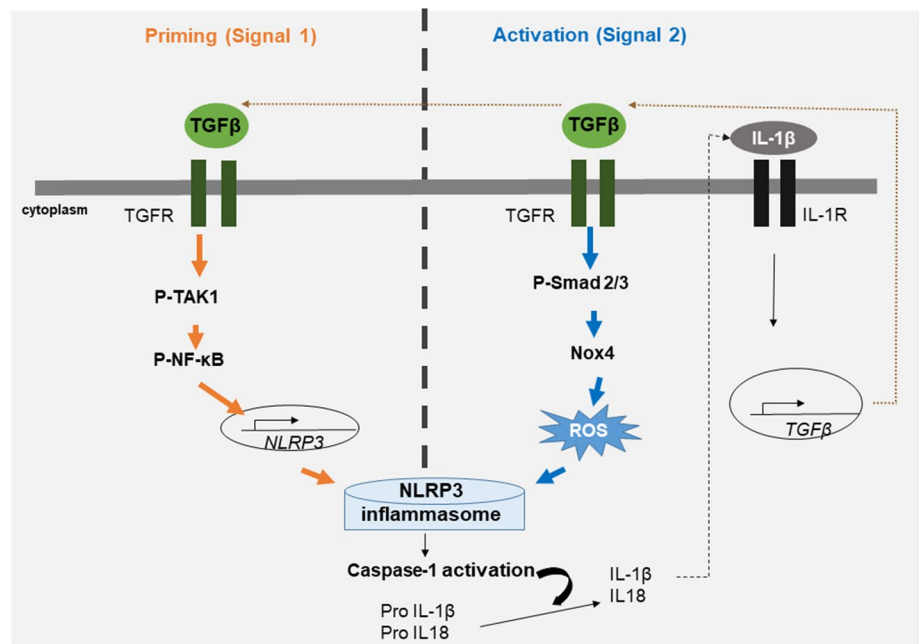 Priming (Signal 1)
Activation (Signal 2)
TGFβ
TGFβ
IL-1β
cytoplasm
TGFR
TGFR
IL-1R
P-TAK1
P-Smad 2/3
P-NF-κB
Nox4
NLRP3
ROS
TGFβ
NLRP3
inflammasome
Caspase-1 activation
IL-1β
IL18
Pro IL-1β
Pro IL18